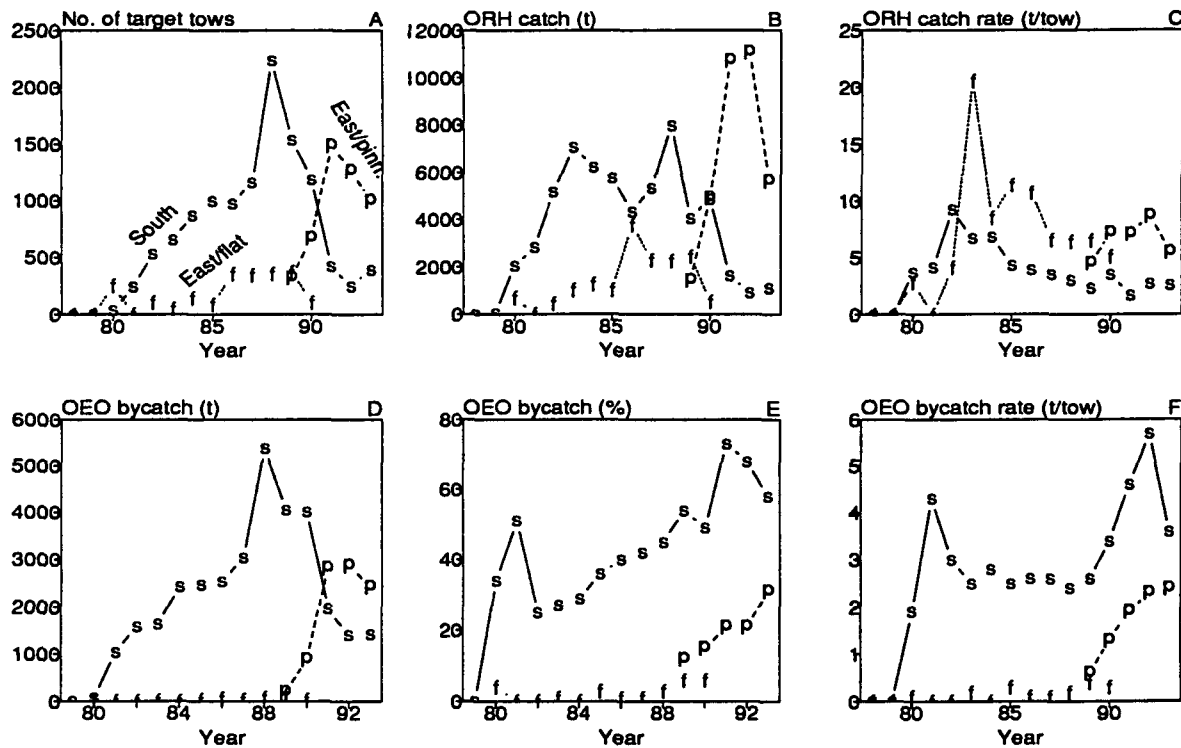 No. of target tows A
2500
2000
1500
1000
500
0
South
East/flat
East/pinn.
80 85 90
Year
ORH catch (t) B
12000
10000
8000
6000
4000
2000
0
80 85 90
Year
ORH catch rate (t/tow) C
25
20
15
10
5
0
80 85 90
Year
OEO bycatch (t) D
6000
5000
4000
3000
2000
1000
0
80 84 88 92
Year
OEO bycatch (%) E
80
60
40
20
0
80 84 88 92
Year
OEO bycatch rate (t/tow) F
6
5
4
3
2
1
0
80 85 90
Year